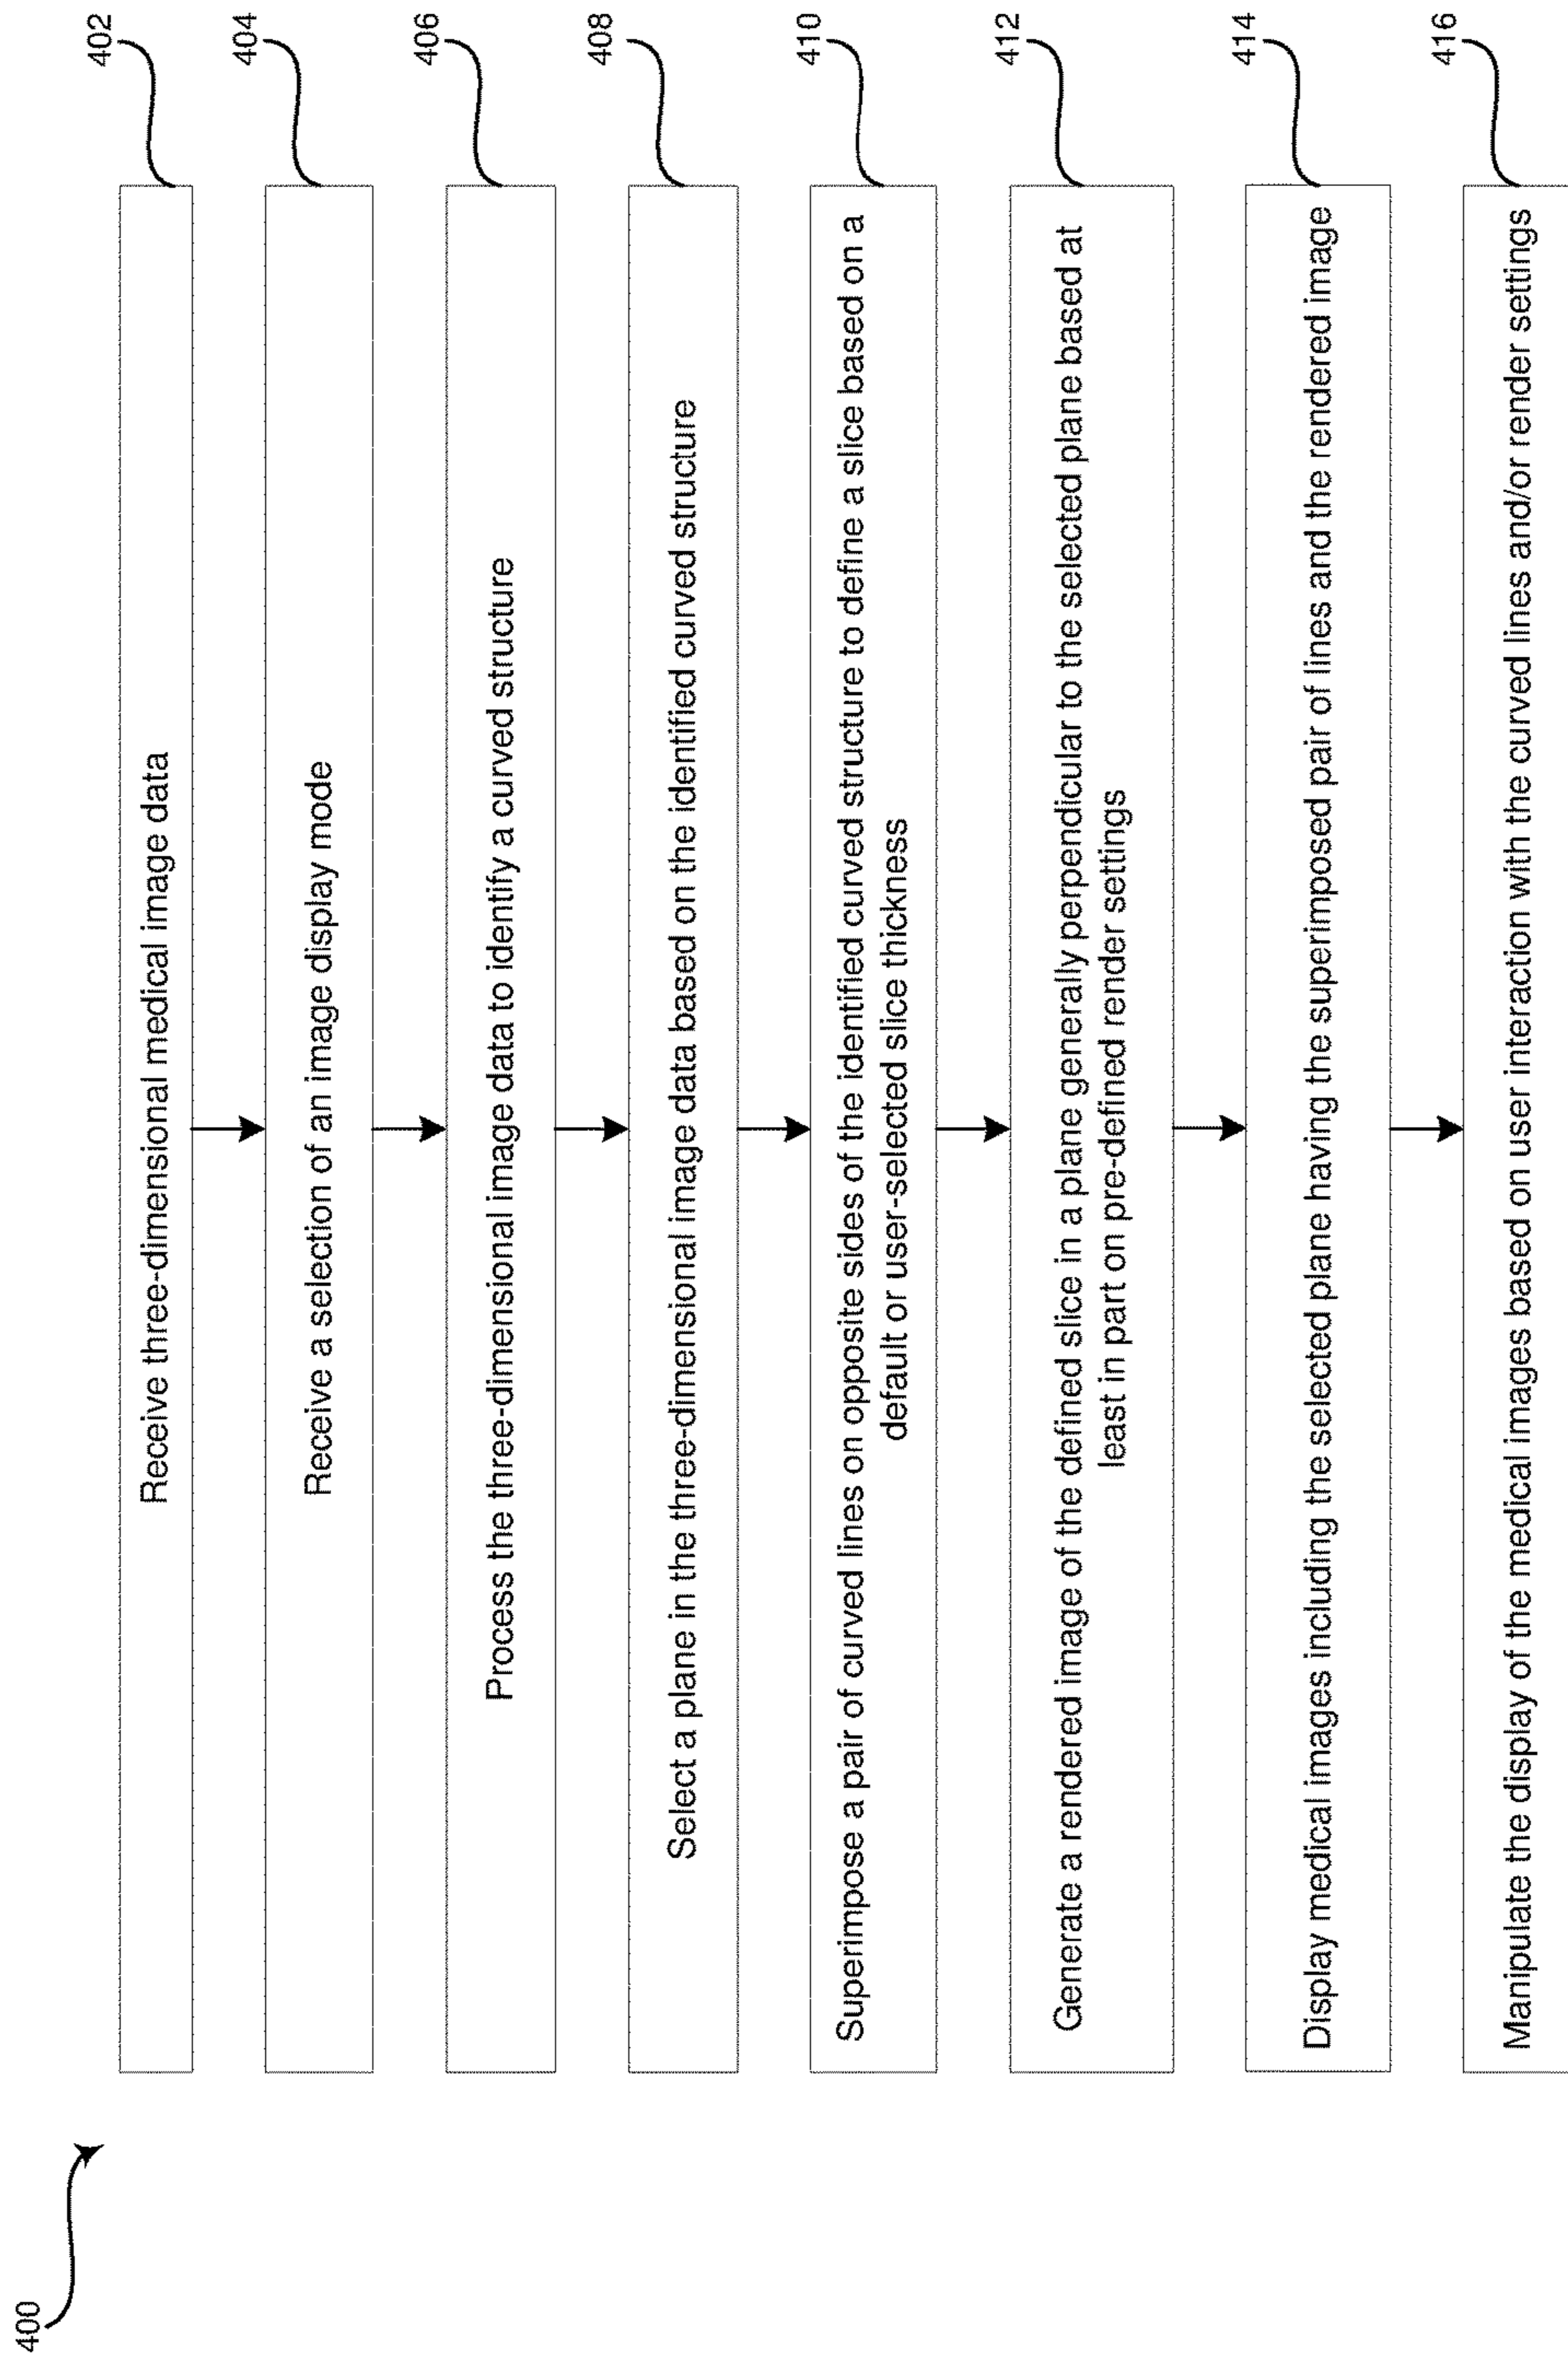 400
402
Receive three-dimensional medical image data
404
Receive a selection of an image display mode
406
Process the three-dimensional image data to identify a curved structure
408
Select a plane in the three-dimensional image data based on the identified curved structure
410
Superimpose a pair of curved lines on opposite sides of the identified curved structure to define a slice based on a
default or user-selected slice thickness
412
Generate a rendered image of the defined slice in a plane generally perpendicular to the selected plane based at
least in part on pre-defined render settings
414
Display medical images including the selected plane having the superimposed pair of lines and the rendered image
416
Manipulate the display of the medical images based on user interaction with the curved lines and/or render settings